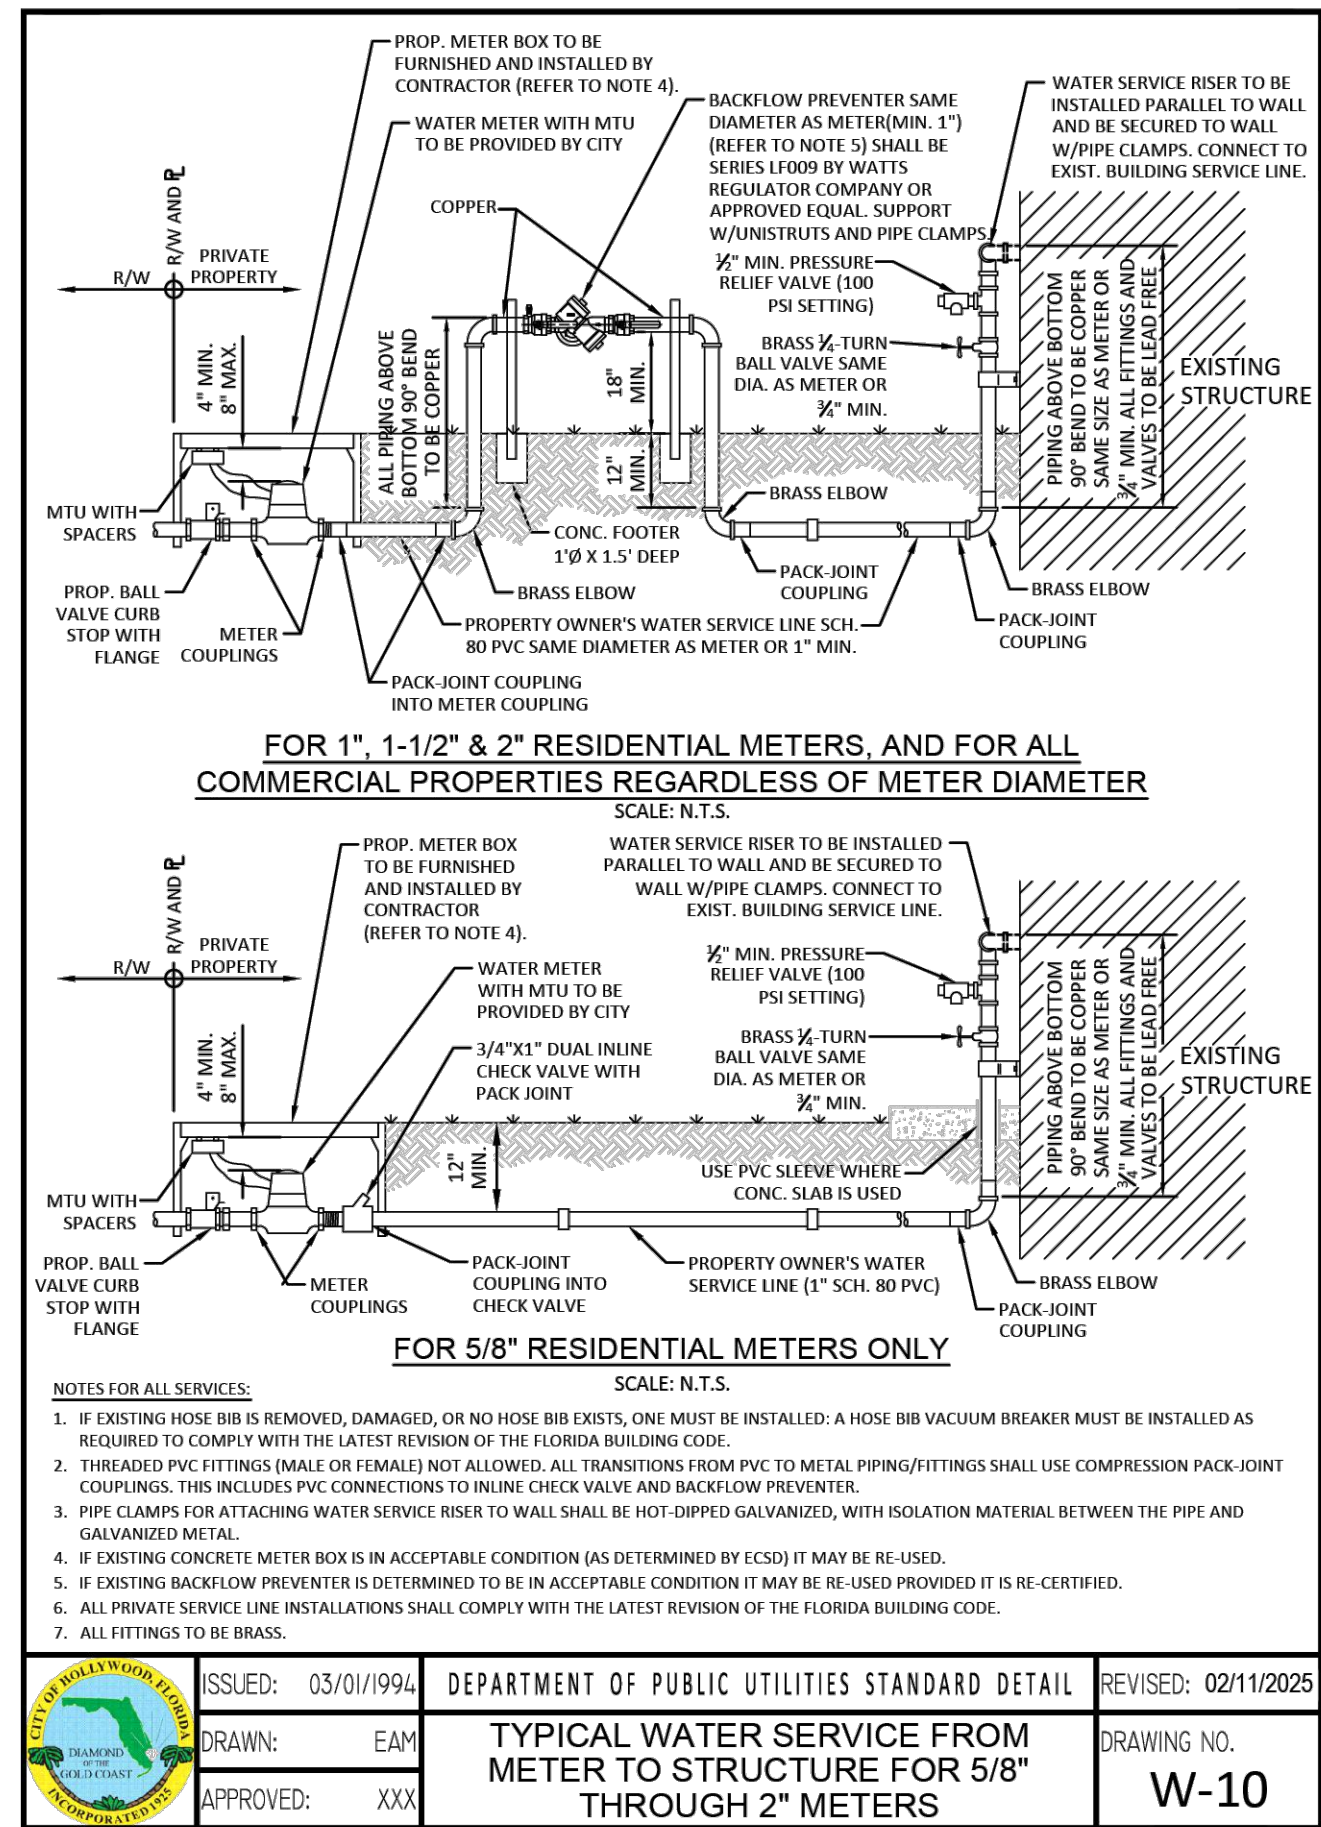 PROP. METER BOX TO BE
FURNISHED AND INSTALLED BY
CONTRACTOR (REFER TO NOTE 4).
WATER METER WITH MTU
TO BE PROVIDED BY CITY
BACKFLOW PREVENTER SAME
DIAMETER AS METER(MIN. 1")
(REFER TO NOTE 5) SHALL BE
SERIES LF009 BY WATTS
REGULATOR COMPANY OR
APPROVED EQUAL. SUPPORT
W/UNISTRUTS AND PIPE CLAMPS.
WATER SERVICE RISER TO BE
INSTALLED PARALLEL TO WALL
AND BE SECURED TO WALL
W/PIPE CLAMPS. CONNECT TO
EXIST. BUILDING SERVICE LINE.
COPPER
R/W AND PL
PRIVATE
PROPERTY
R/W
½" MIN. PRESSURE
RELIEF VALVE (100
PSI SETTING)
BRASS ¼-TURN
BALL VALVE SAME
DIA. AS METER OR
¾" MIN.
4" MIN.
8" MAX.
ALL PIPING ABOVE
BOTTOM 90° BEND
TO BE COPPER
18"
MIN.
12"
MIN.
PIPING ABOVE BOTTOM
90° BEND TO BE COPPER
SAME SIZE AS METER OR
¾" MIN. ALL FITTINGS AND
VALVES TO BE LEAD FREE
EXISTING
STRUCTURE
MTU WITH
SPACERS
BRASS ELBOW
CONC. FOOTER
1'Ø X 1.5' DEEP
PACK-JOINT
COUPLING
BRASS ELBOW
BRASS ELBOW
PROP. BALL
VALVE CURB
STOP WITH
FLANGE
METER
COUPLINGS
PROPERTY OWNER'S WATER SERVICE LINE SCH.
80 PVC SAME DIAMETER AS METER OR 1" MIN.
PACK-JOINT
COUPLING
PACK-JOINT COUPLING
INTO METER COUPLING
FOR 1", 1-1/2" & 2" RESIDENTIAL METERS, AND FOR ALL
COMMERCIAL PROPERTIES REGARDLESS OF METER DIAMETER
SCALE: N.T.S.
PROP. METER BOX
TO BE FURNISHED
AND INSTALLED BY
CONTRACTOR
(REFER TO NOTE 4).
WATER SERVICE RISER TO BE INSTALLED
PARALLEL TO WALL AND BE SECURED TO
WALL W/PIPE CLAMPS. CONNECT TO
EXIST. BUILDING SERVICE LINE.
R/W AND PL
PRIVATE
PROPERTY
R/W
WATER METER
WITH MTU TO BE
PROVIDED BY CITY
½" MIN. PRESSURE
RELIEF VALVE (100
PSI SETTING)
3/4"X1" DUAL INLINE
CHECK VALVE WITH
PACK JOINT
BRASS ¼-TURN
BALL VALVE SAME
DIA. AS METER OR
¾" MIN.
4" MIN.
8" MAX.
12"
MIN.
PIPING ABOVE BOTTOM
90° BEND TO BE COPPER
SAME SIZE AS METER OR
¾" MIN. ALL FITTINGS AND
VALVES TO BE LEAD FREE
EXISTING
STRUCTURE
USE PVC SLEEVE WHERE
CONC. SLAB IS USED
MTU WITH
SPACERS
PROP. BALL
VALVE CURB
STOP WITH
FLANGE
METER
COUPLINGS
PACK-JOINT
COUPLING INTO
CHECK VALVE
PROPERTY OWNER'S WATER
SERVICE LINE (1" SCH. 80 PVC)
BRASS ELBOW
PACK-JOINT
COUPLING
FOR 5/8" RESIDENTIAL METERS ONLY
SCALE: N.T.S.
NOTES FOR ALL SERVICES:
1. IF EXISTING HOSE BIB IS REMOVED, DAMAGED, OR NO HOSE BIB EXISTS, ONE MUST BE INSTALLED: A HOSE BIB VACUUM BREAKER MUST BE INSTALLED AS
REQUIRED TO COMPLY WITH THE LATEST REVISION OF THE FLORIDA BUILDING CODE.
2. THREADED PVC FITTINGS (MALE OR FEMALE) NOT ALLOWED. ALL TRANSITIONS FROM PVC TO METAL PIPING/FITTINGS SHALL USE COMPRESSION PACK-JOINT
COUPLINGS. THIS INCLUDES PVC CONNECTIONS TO INLINE CHECK VALVE AND BACKFLOW PREVENTER.
3. PIPE CLAMPS FOR ATTACHING WATER SERVICE RISER TO WALL SHALL BE HOT-DIPPED GALVANIZED, WITH ISOLATION MATERIAL BETWEEN THE PIPE AND
GALVANIZED METAL.
4. IF EXISTING CONCRETE METER BOX IS IN ACCEPTABLE CONDITION (AS DETERMINED BY ECSD) IT MAY BE RE-USED.
5. IF EXISTING BACKFLOW PREVENTER IS DETERMINED TO BE IN ACCEPTABLE CONDITION IT MAY BE RE-USED PROVIDED IT IS RE-CERTIFIED.
6. ALL PRIVATE SERVICE LINE INSTALLATIONS SHALL COMPLY WITH THE LATEST REVISION OF THE FLORIDA BUILDING CODE.
7. ALL FITTINGS TO BE BRASS.
CITY OF HOLLYWOOD, FLORIDA
DIAMOND
OF THE
GOLD COAST
INCORPORATED 1925
ISSUED: 03/01/1994
DRAWN: EAM
APPROVED: XXX
DEPARTMENT OF PUBLIC UTILITIES STANDARD DETAIL
TYPICAL WATER SERVICE FROM
METER TO STRUCTURE FOR 5/8"
THROUGH 2" METERS
REVISED: 02/11/2025
DRAWING NO.
W-10